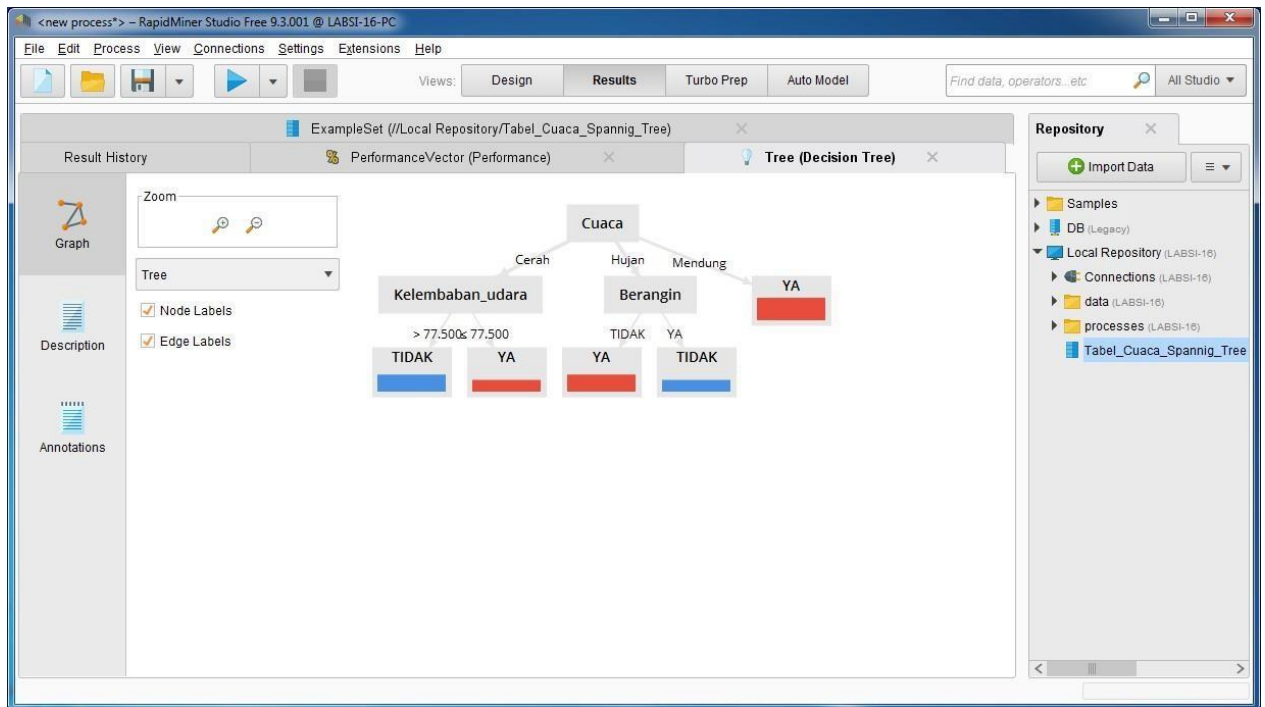 <new process*> – RapidMiner Studio Free 9.3.001 @ LABSI-16-PC
File Edit Process View Connections Settings Extensions Help
Views: Design Results Turbo Prep Auto Model Find data, operators...etc All Studio
ExampleSet (//Local Repository/Tabel_Cuaca_Spannig_Tree)
Result History PerformanceVector (Performance) Tree (Decision Tree)
Graph
Description
Annotations
Zoom
Tree
Node Labels
Edge Labels
Cuaca
Cerah Hujan Mendung
Kelembaban_udara Berangin YA
> 77.500 ≤ 77.500 TIDAK YA
TIDAK YA YA TIDAK
Repository
Import Data
Samples
DB (Legacy)
Local Repository (LABSI-16)
Connections (LABSI-16)
data (LABSI-16)
processes (LABSI-16)
Tabel_Cuaca_Spannig_Tree